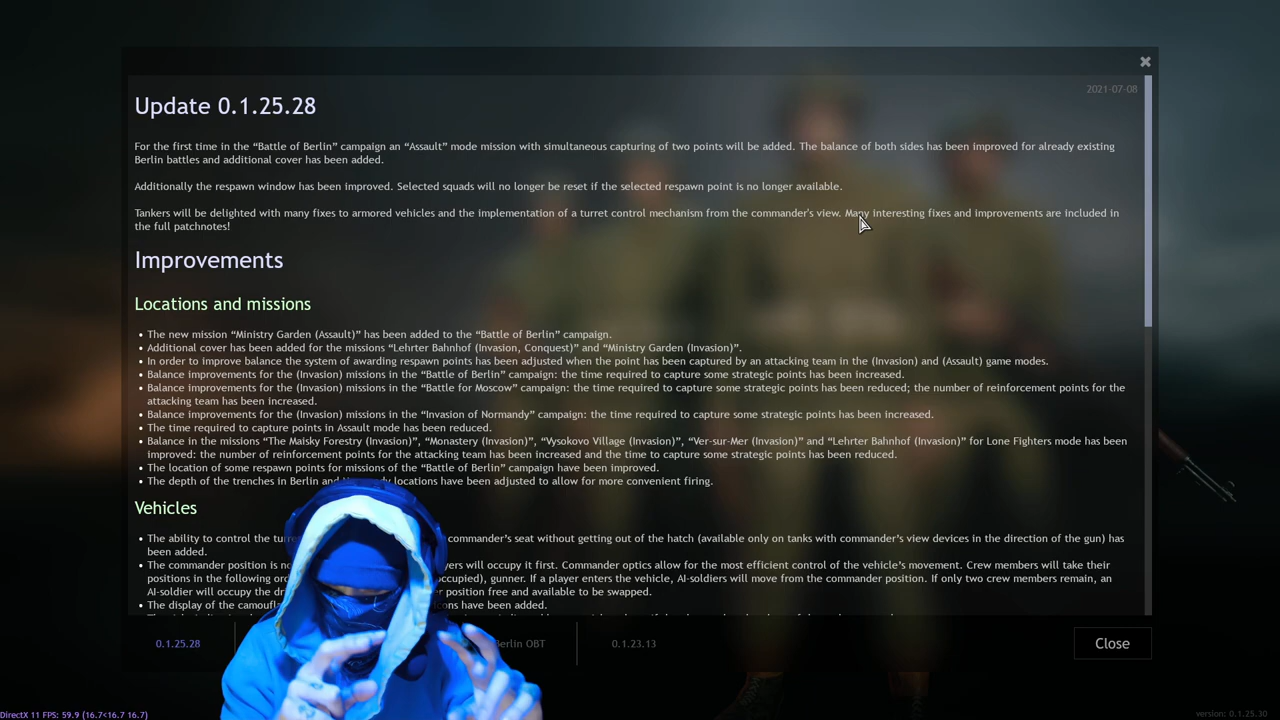 2021-07-08
Update 0.1.25.28
For the first time in the “Battle of Berlin” campaign an “Assault” mode mission with simultaneous capturing of two points will be added. The balance of both sides has been improved for already existing
Berlin battles and additional cover has been added.
Additionally the respawn window has been improved. Selected squads will no longer be reset if the selected respawn point is no longer available.
Tankers will be delighted with many fixes to armored vehicles and the implementation of a turret control mechanism from the commander's view. Many interesting fixes and improvements are included in
the full patchnotes!
Improvements
Locations and missions
• The new mission “Ministry Garden (Assault)” has been added to the “Battle of Berlin” campaign.
• Additional cover has been added for the missions “Lehrter Bahnhof (Invasion, Conquest)” and “Ministry Garden (Invasion)”.
• In order to improve balance the system of awarding respawn points has been adjusted when the point has been captured by an attacking team in the (Invasion) and (Assault) game modes.
• Balance improvements for the (Invasion) missions in the “Battle of Berlin” campaign: the time required to capture some strategic points has been increased.
• Balance improvements for the (Invasion) missions in the “Battle for Moscow” campaign: the time required to capture some strategic points has been reduced; the number of reinforcement points for the
attacking team has been increased.
• Balance improvements for the (Invasion) missions in the “Invasion of Normandy” campaign: the time required to capture some strategic points has been increased.
• The time required to capture points in Assault mode has been reduced.
• Balance in the missions “The Maisky Forestry (Invasion)”, “Monastery (Invasion)”, “Vysokovo Village (Invasion)”, “Ver-sur-Mer (Invasion)” and “Lehrter Bahnhof (Invasion)” for Lone Fighters mode has been
improved: the number of reinforcement points for the attacking team has been increased and the time to capture some strategic points has been reduced.
• The location of some respawn points for missions of the “Battle of Berlin” campaign have been improved.
• The depth of the trenches in Berlin and locations have been adjusted to allow for more convenient firing.
Vehicles
• The ability to control the commander’s seat without getting out of the hatch (available only on tanks with commander’s view devices in the direction of the gun) has
been added.
• The commander position is will occupy it first. Commander optics allow for the most efficient control of the vehicle’s movement. Crew members will take their
positions in the following gunner. If a player enters the vehicle, AI-soldiers will move from the commander position. If only two crew members remain, an
AI-soldier will occupy the position free and available to be swapped.
• The display of the have been added.
0.1.25.28
Berlin OBT
0.1.23.13
Close
DirectX 11 FPS: 59.9 (16.7<16.7 16.7)
version: 0.1.25.30